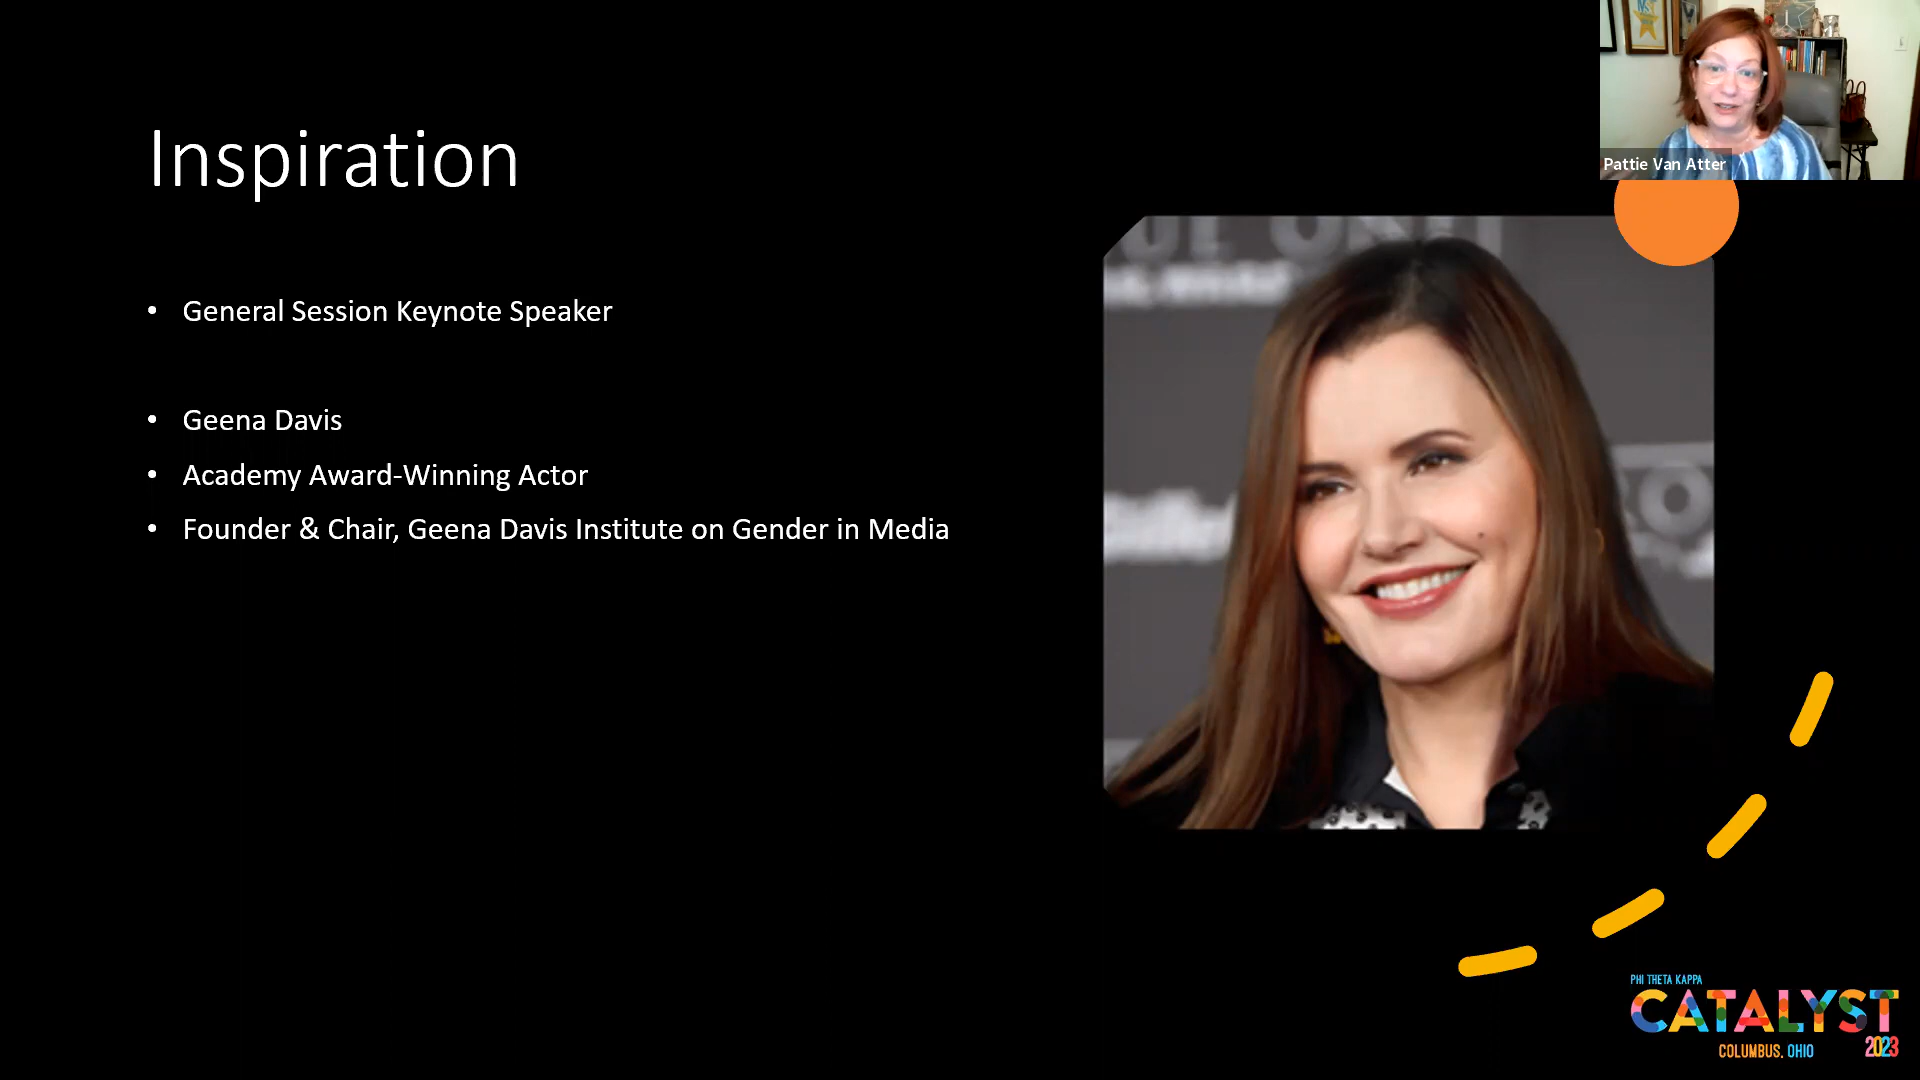 Inspiration
• General Session Keynote Speaker
• Geena Davis
• Academy Award-Winning Actor
• Founder & Chair, Geena Davis Institute on Gender in Media
Pattie Van Atter
PHI THETA KAPPA
CATALYST
COLUMBUS, OHIO
2023